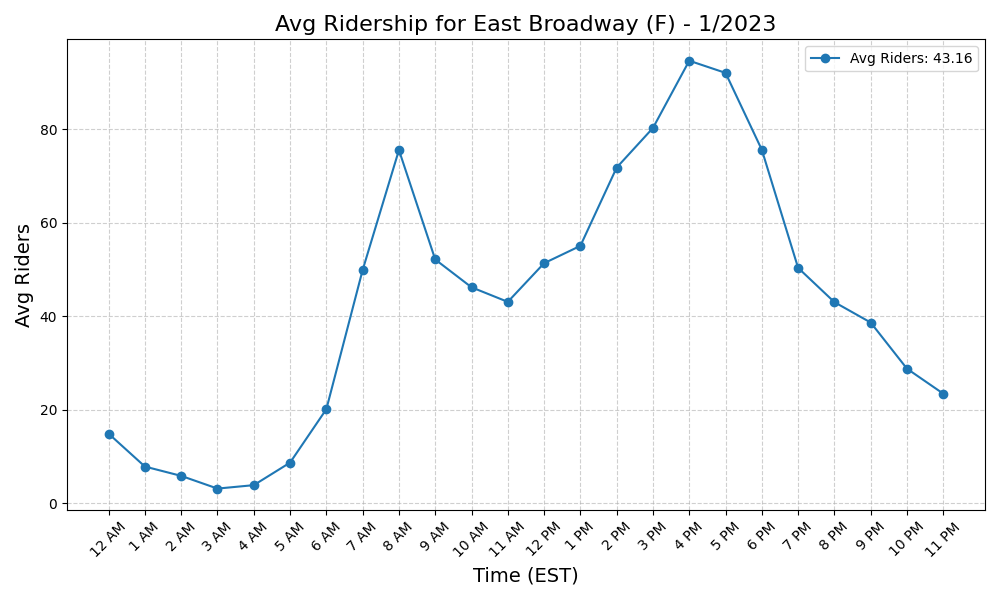 Avg Ridership for East Broadway (F) - 1/2023
Avg Riders: 43.16
Avg Riders
80
60
40
20
0
12 AM
1 AM
2 AM
3 AM
4 AM
5 AM
6 AM
7 AM
8 AM
9 AM
10 AM
11 AM
12 PM
1 PM
2 PM
3 PM
4 PM
5 PM
6 PM
7 PM
8 PM
9 PM
10 PM
11 PM
Time (EST)